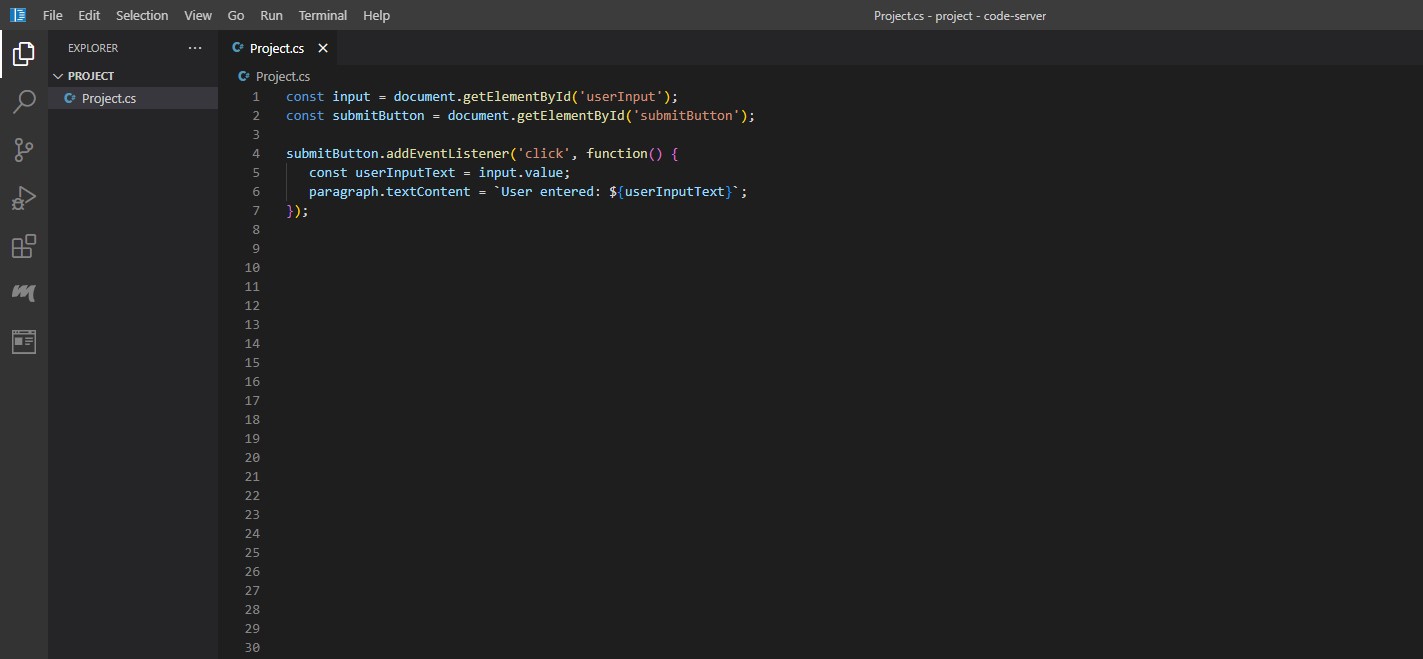 File Edit Selection View Go Run Terminal Help Project.cs - project - code-server
EXPLORER ···
PROJECT
C# Project.cs
C# Project.cs ×
C# Project.cs
1 const input = document.getElementById('userInput');
2 const submitButton = document.getElementById('submitButton');
3
4 submitButton.addEventListener('click', function() {
5 const userInputText = input.value;
6 paragraph.textContent = `User entered: ${userInputText}`;
7 });
8
9
10
11
12
13
14
15
16
17
18
19
20
21
22
23
24
25
26
27
28
29
30